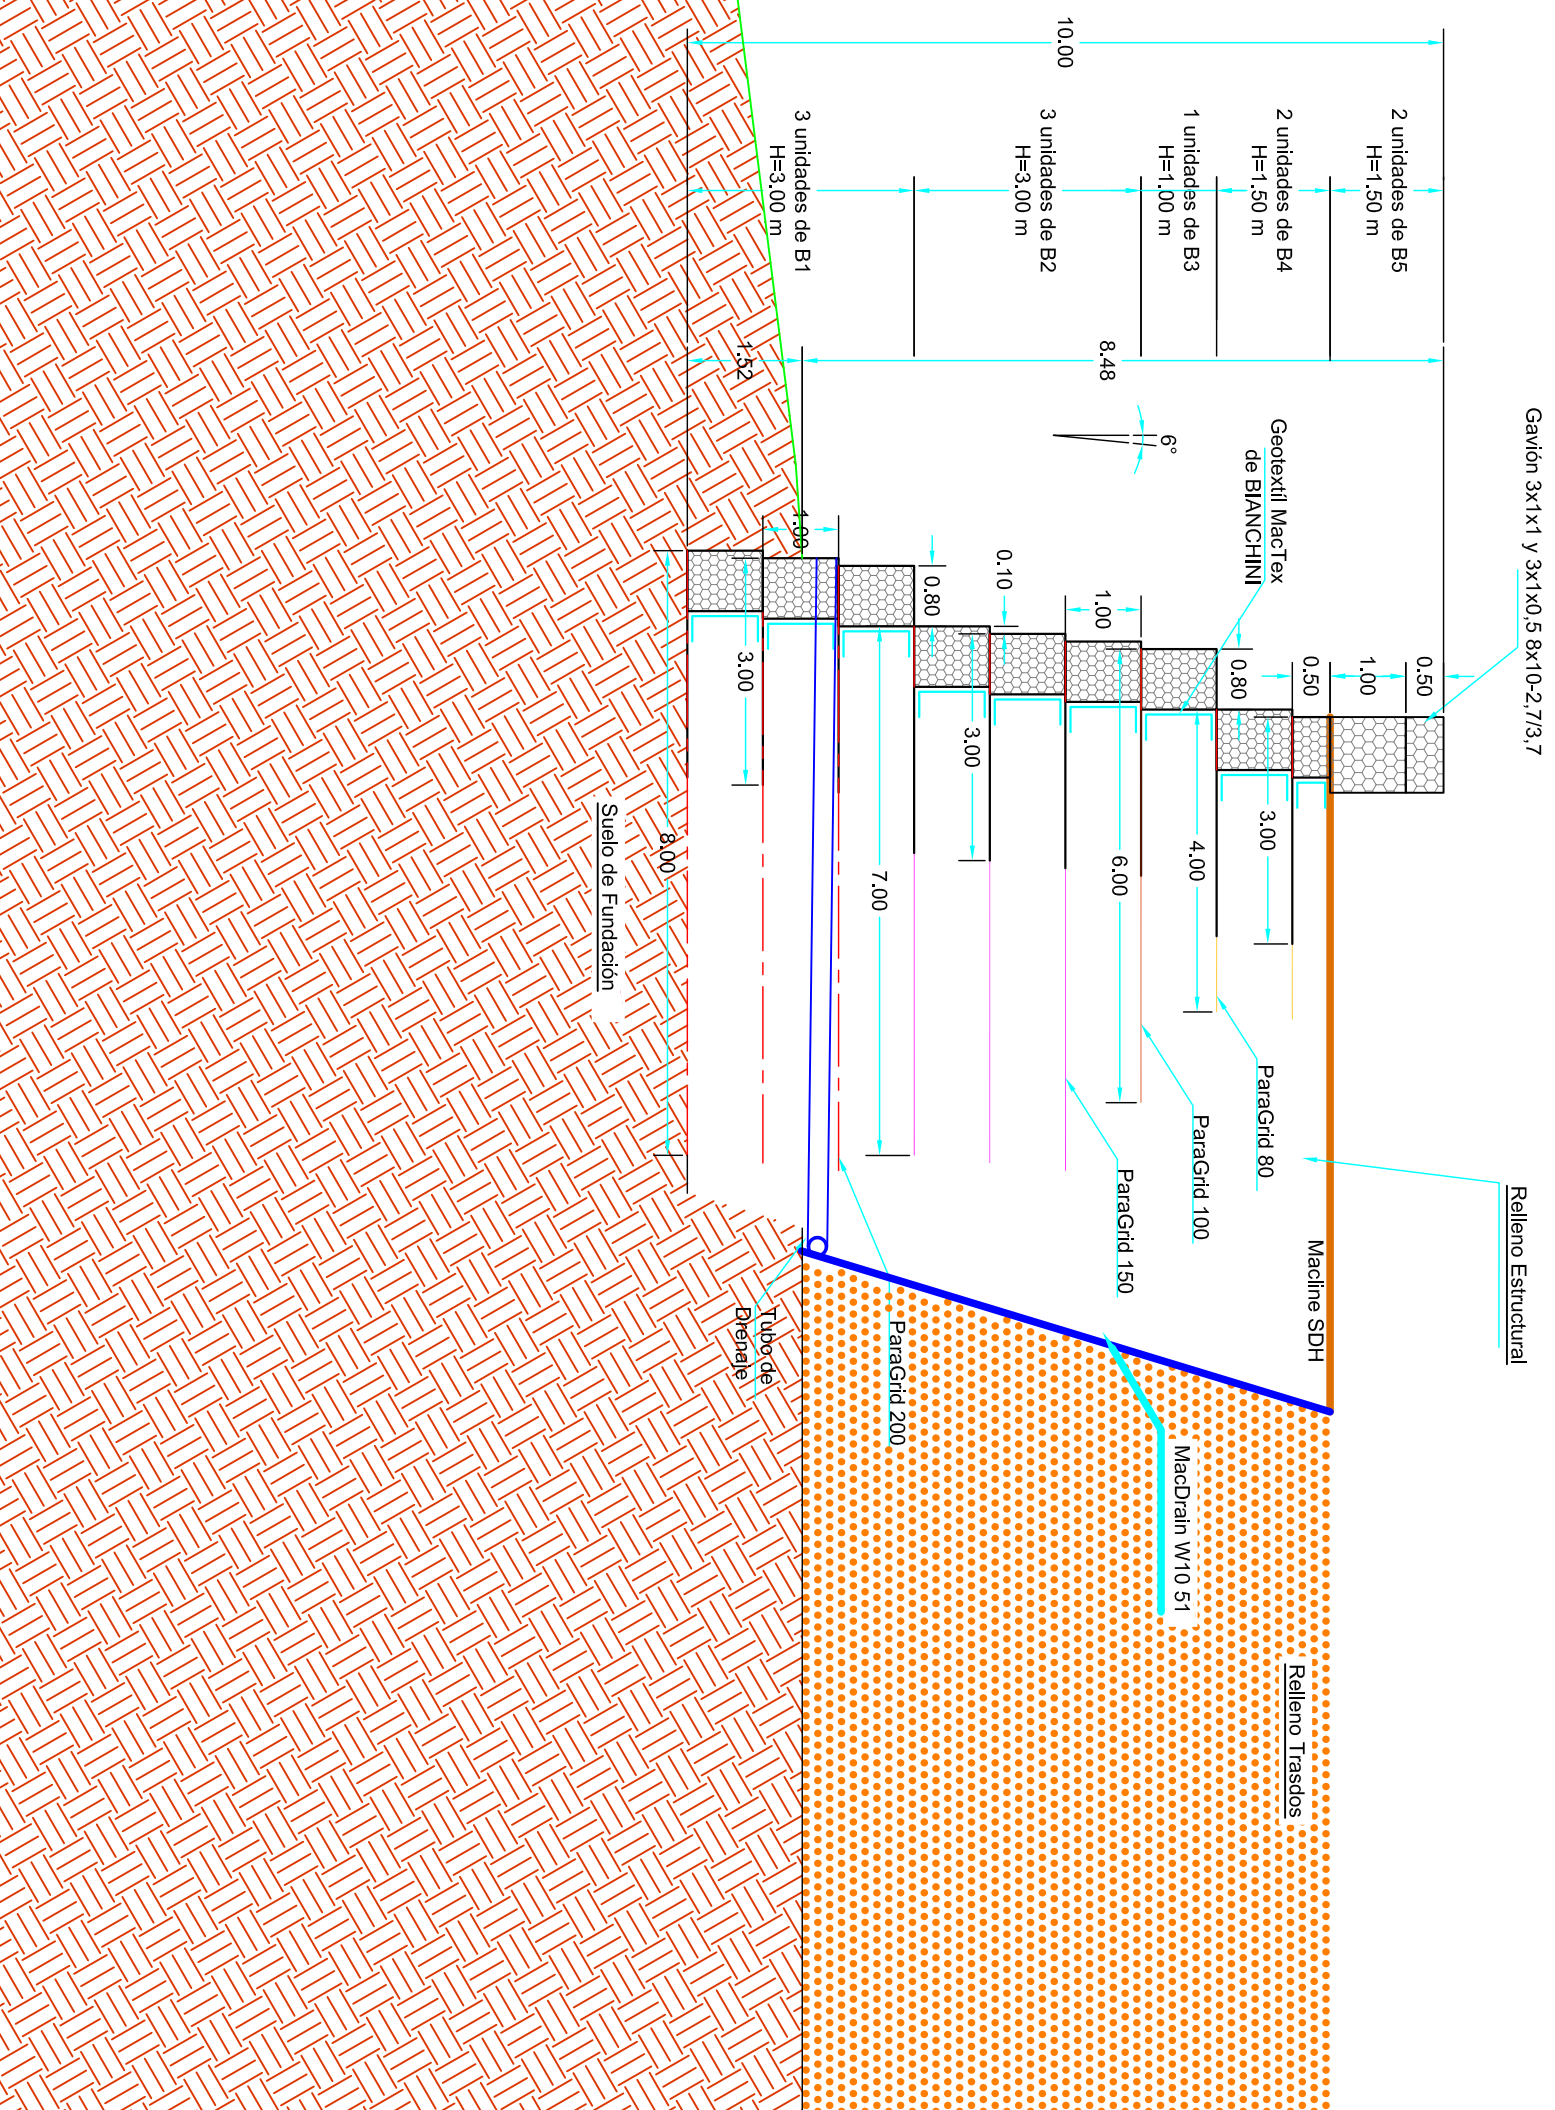 Gavión 3x1x1 y 3x1x0,5 8x10-2,7/3,7
Relleno Estructural
10.00
2 unidades de B5
H=1.50 m
2 unidades de B4
H=1.50 m
1 unidades de B3
H=1.00 m
3 unidades de B2
H=3.00 m
3 unidades de B1
H=3.00 m
8.48
1.52
6°
Geotextíl MacTex
de BIANCHINI
0.50
1.00
0.50
0.80
1.00
0.10
0.80
1.00
3.00
4.00
6.00
3.00
7.00
3.00
8.00
Macline SDH
ParaGrid 80
ParaGrid 100
ParaGrid 150
ParaGrid 200
MacDrain W10 51
Relleno Trasdos
Tubo de
Drenaje
Suelo de Fundación